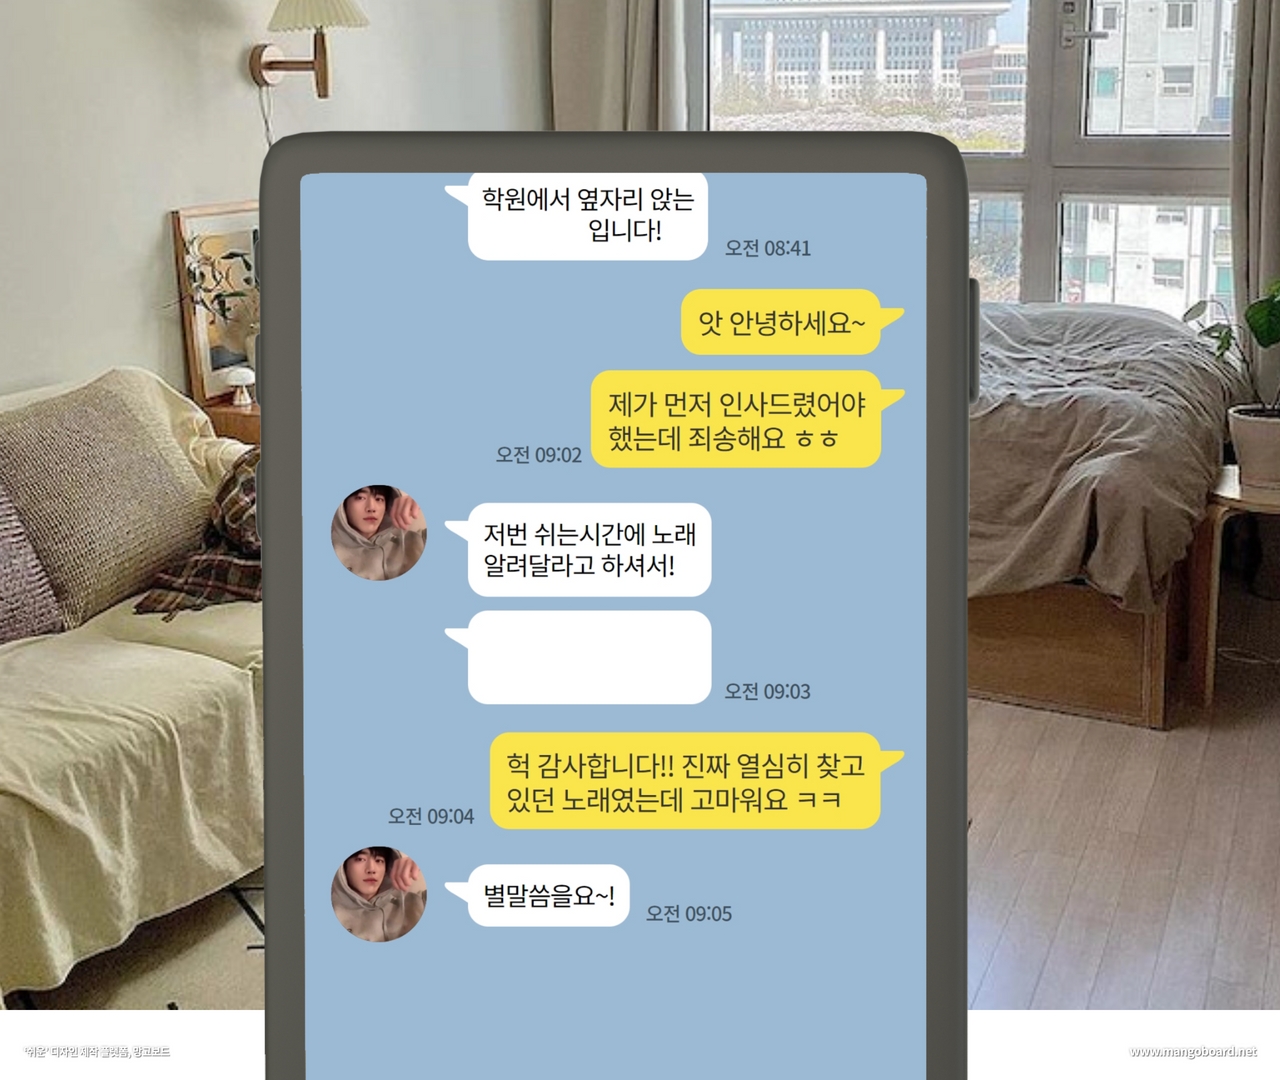 학원에서 옆자리 앉는
입니다!
오전 08:41
앗 안녕하세요~
제가 먼저 인사드렸어야
했는데 죄송해요 ㅎㅎ
오전 09:02
저번 쉬는시간에 노래
알려달라고 하셔서!
오전 09:03
헉 감사합니다!! 진짜 열심히 찾고
있던 노래였는데 고마워요 ㅋㅋ
오전 09:04
별말씀을요~!
오전 09:05
'쉬운' 디자인 제작 플랫폼, 망고보드
www.mangoboard.net